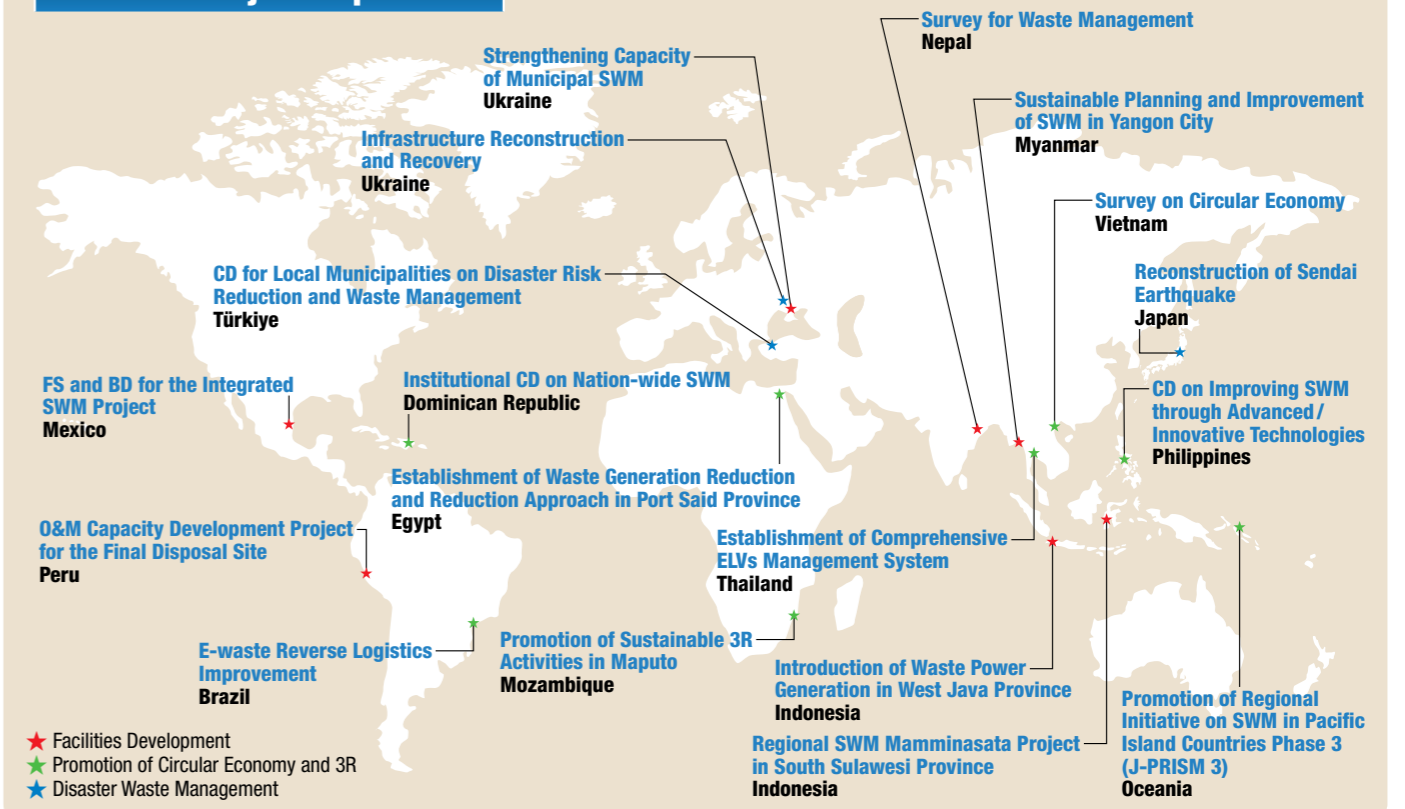 Survey for Waste Management
Nepal
Strengthening Capacity
of Municipal SWM
Ukraine
Sustainable Planning and Improvement
of SWM in Yangon City
Myanmar
Infrastructure Reconstruction
and Recovery
Ukraine
Survey on Circular Economy
Vietnam
CD for Local Municipalities on Disaster Risk
Reduction and Waste Management
Türkiye
Reconstruction of Sendai
Earthquake
Japan
FS and BD for the Integrated
SWM Project
Mexico
Institutional CD on Nation-wide SWM
Dominican Republic
CD on Improving SWM
through Advanced/
Innovative Technologies
Philippines
Establishment of Waste Generation Reduction
and Reduction Approach in Port Said Province
Egypt
O&M Capacity Development Project
for the Final Disposal Site
Peru
Establishment of Comprehensive
ELVs Management System
Thailand
E-waste Reverse Logistics
Improvement
Brazil
Promotion of Sustainable 3R
Activities in Maputo
Mozambique
Introduction of Waste Power
Generation in West Java Province
Indonesia
Promotion of Regional
Initiative on SWM in Pacific
Island Countries Phase 3
(J-PRISM 3)
Oceania
Regional SWM Mamminasata Project
in South Sulawesi Province
Indonesia
Facilities Development
Promotion of Circular Economy and 3R
Disaster Waste Management